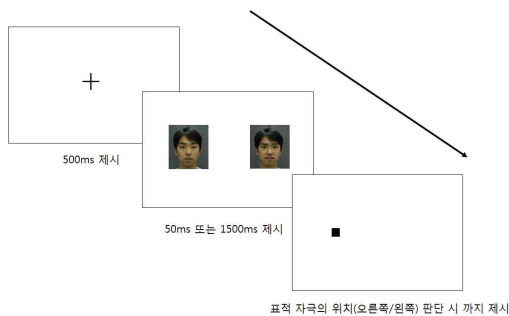 500ms 제시
50ms 또는 1500ms 제시
표적 자극의 위치(오른쪽/왼쪽) 판단 시 까지 제시